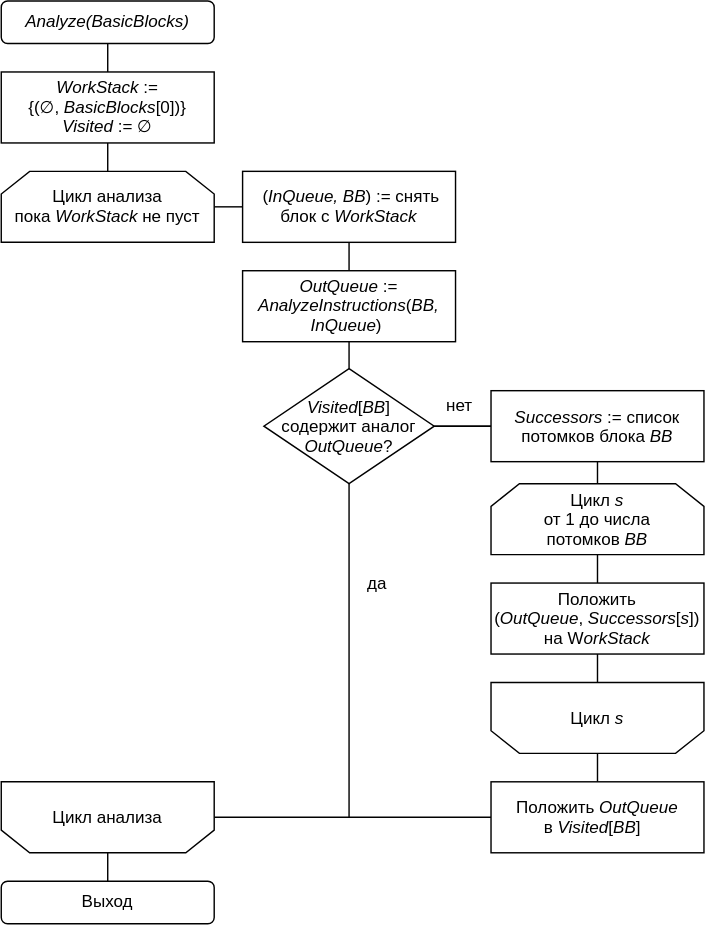 Analyze(BasicBlocks)
WorkStack :=
{(∅, BasicBlocks[0])}
Visited := ∅
Цикл анализа
пока WorkStack не пуст
(InQueue, BB) := снять
блок с WorkStack
OutQueue :=
AnalyzeInstructions(BB,
InQueue)
Visited[BB]
содержит аналог
OutQueue?
нет
Successors := список
потомков блока BB
Цикл s
от 1 до числа
потомков BB
да
Положить
(OutQueue, Successors[s])
на WorkStack
Цикл s
Положить OutQueue
в Visited[BB]
Цикл анализа
Выход